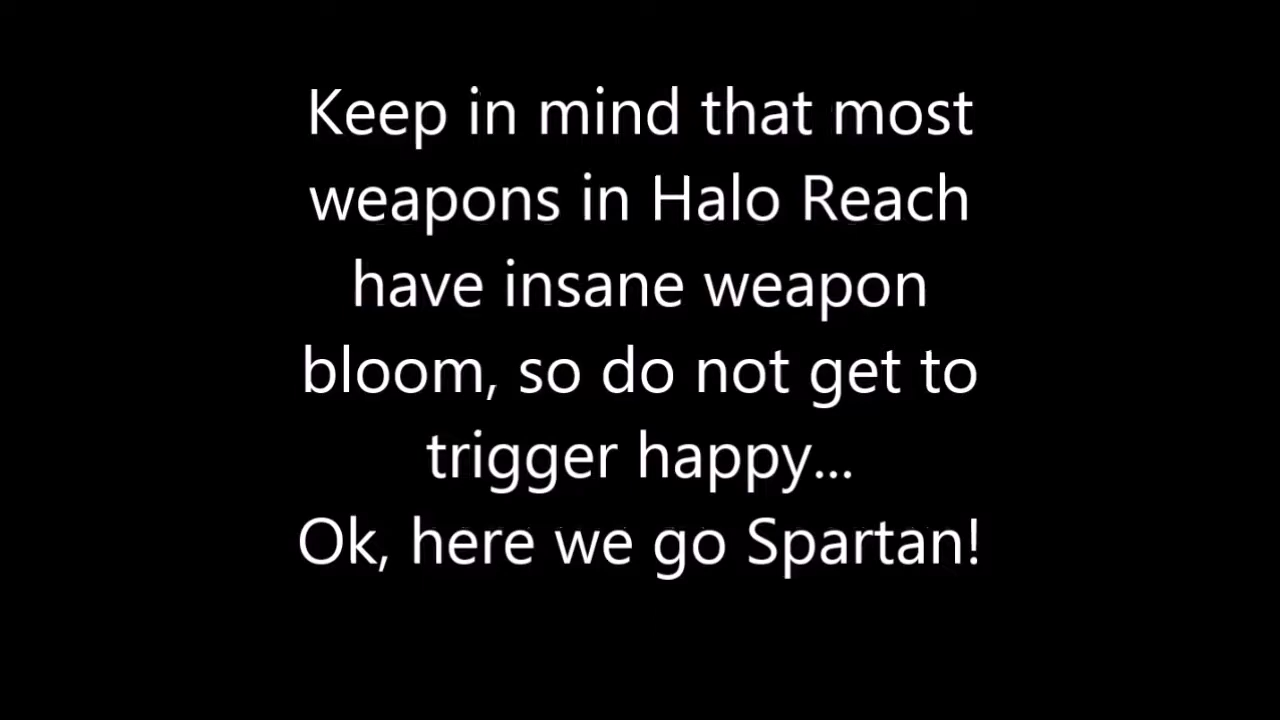 Keep in mind that most
weapons in Halo Reach
have insane weapon
bloom, so do not get to
trigger happy...
Ok, here we go Spartan!